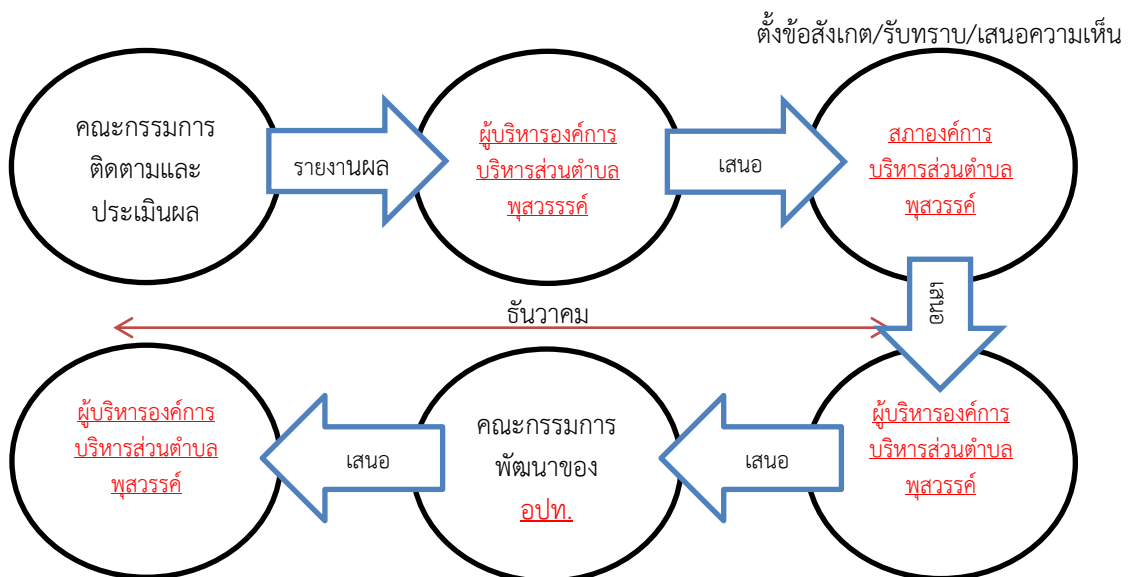 ตั้งข้อสังเกต/รับทราบ/เสนอความเห็น
คณะกรรมการ
ติดตามและ
ประเมินผล
รายงานผล
ผู้บริหารองค์การ
บริหารส่วนตำบล
พุสวรรรค์
เสนอ
สภาองค์การ
บริหารส่วนตำบล
พุสวรรค์
เสนอ
ธันวาคม
ผู้บริหารองค์การ
บริหารส่วนตำบล
พุสวรรค์
เสนอ
คณะกรรมการ
พัฒนาของ
อปท.
เสนอ
ผู้บริหารองค์การ
บริหารส่วนตำบล
พุสวรรค์